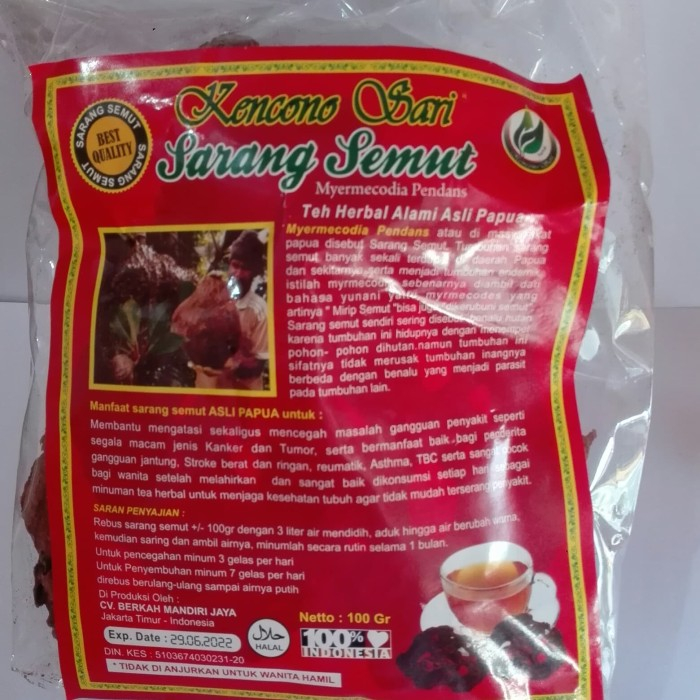 Kencono Sari
SARANG SEMUT
BEST
QUALITY
SARANG SEMUT
Sarang Semut
Myermecodia Pendans
Teh Herbal Alami Asli Papua
Myermecodia Pendans atau di
papua disebut Sarang Semut,
semut banyak sekali daerah Papua
dan sekitarnya serta menjadi tumbuhan endemik
istilah sebenarnya diambil dari
bahasa yunani myrmecodes yang
artinya " Mirip Semut "bisa
Sarang semut sendiri sering
karena tumbuhan ini hidupnya dengan menempel
pohon- pohon dihutan.namun tumbuhan ini
sifatnya tidak merusak tumbuhan inangnya
berbeda dengan benalu yang menjadi parasit
pada tumbuhan lain.
Manfaat sarang semut ASLI PAPUA untuk :
Membantu mengatasi sekaligus mencegah masalah gangguan penyakit seperti
segala macam jenis Kanker dan Tumor, serta bermanfaat baik bagi penderita
gangguan jantung, Stroke berat dan ringan, reumatik, Asthma, TBC serta sangat cocok
bagi wanita setelah melahirkan dan sangat baik dikonsumsi setiap hari sebagai
minuman tea herbal untuk menjaga kesehatan tubuh agar tidak mudah terserang penyakit.
SARAN PENYAJIAN :
Rebus sarang semut +/- 100gr dengan 3 liter air mendidih, aduk hingga air berubah warna,
kemudian saring dan ambil airnya, minumlah secara rutin selama 1 bulan.
Untuk pencegahan minum 3 gelas per hari
Untuk Penyembuhan minum 7 gelas per hari
direbus berulang-ulang sampai airnya putih
Di Produksi Oleh :
CV. BERKAH MANDIRI JAYA
Jakarta Timur - Indonesia
Exp. Date : 29.06.2022
حلال
HALAL
Netto : 100 Gr
100%
INDONESIA
DIN. KES : 5103674030231-20
* TIDAK DI ANJURKAN UNTUK WANITA HAMIL